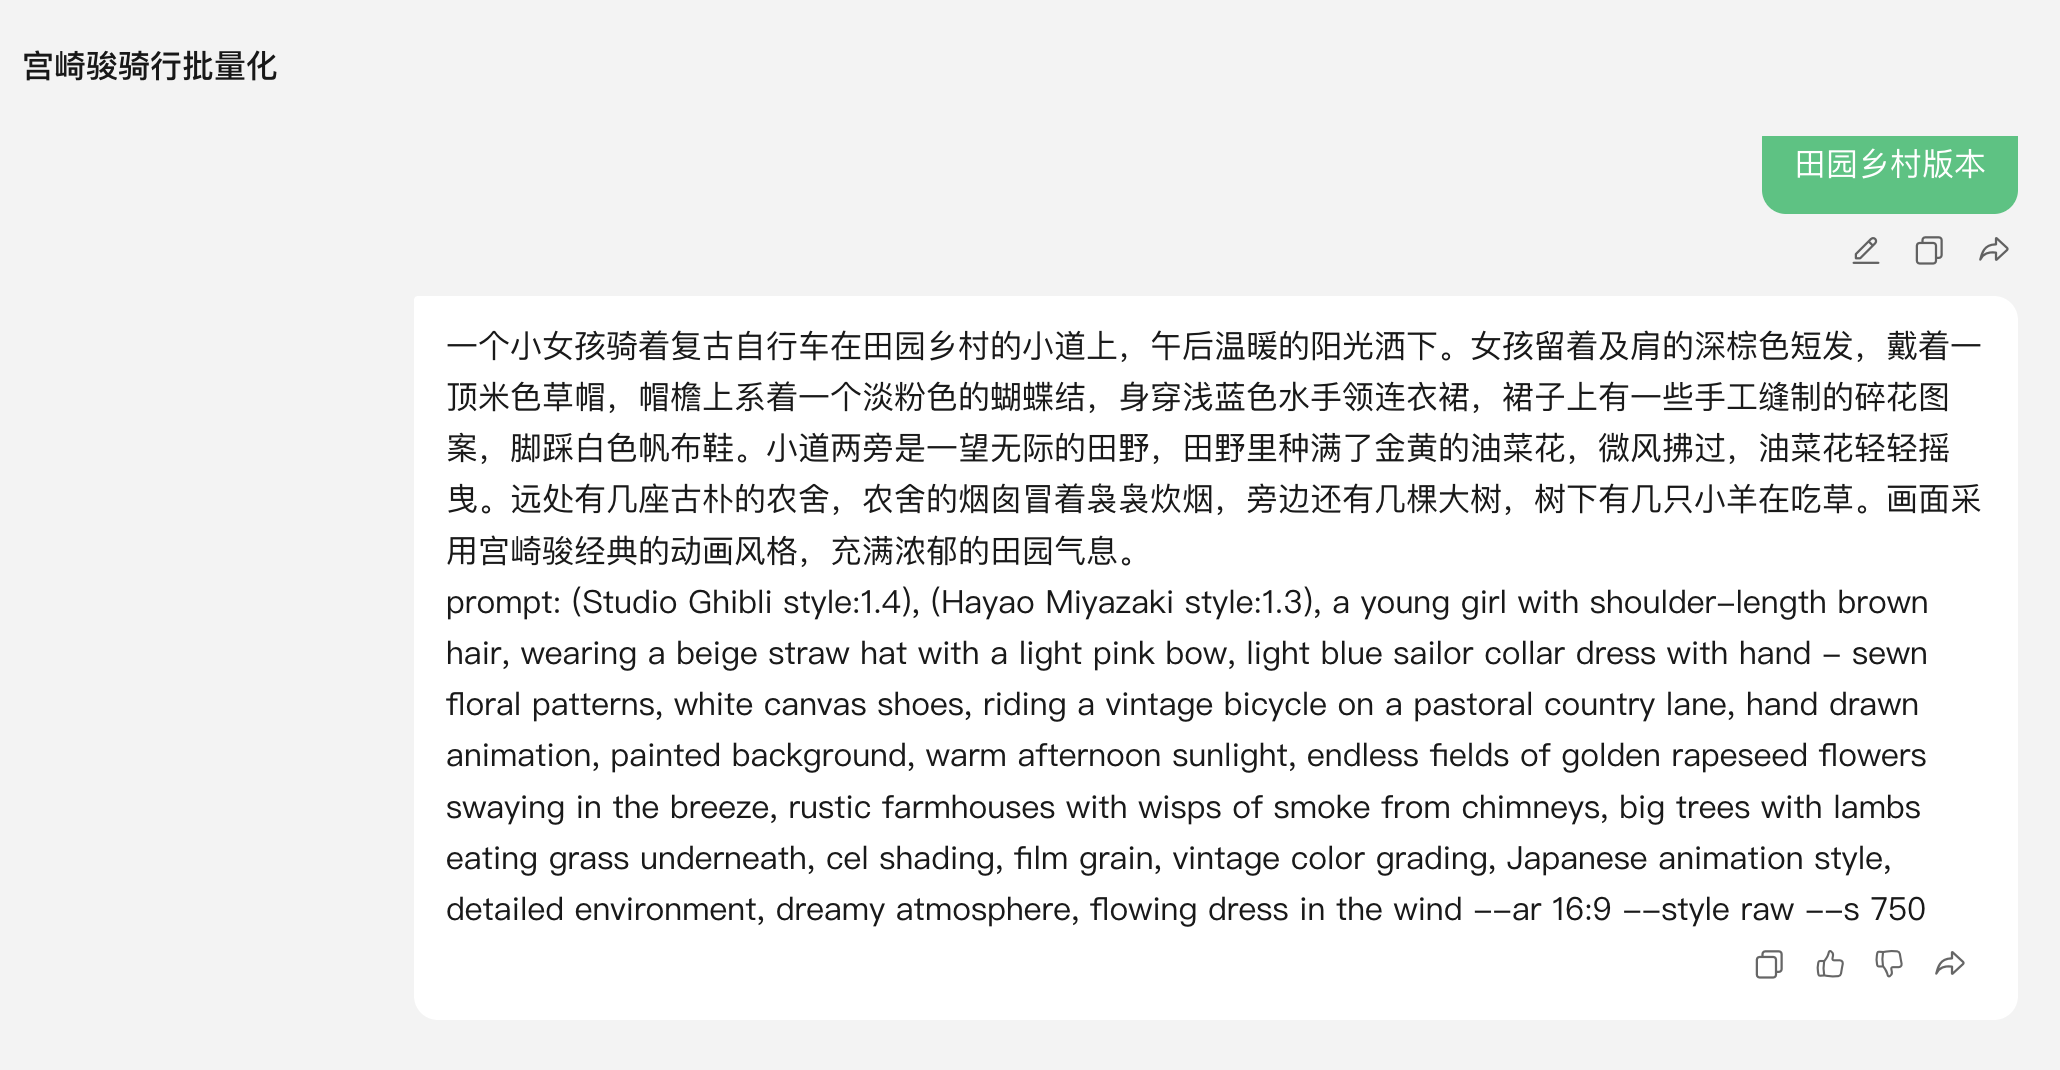 宫崎骏骑行批量化
田园乡村版本
一个小女孩骑着复古自行车在田园乡村的小道上，午后温暖的阳光洒下。女孩留着及肩的深棕色短发，戴着一
顶米色草帽，帽檐上系着一个淡粉色的蝴蝶结，身穿浅蓝色水手领连衣裙，裙子上有一些手工缝制的碎花图
案，脚踩白色帆布鞋。小道两旁是一望无际的田野，田野里种满了金黄的油菜花，微风拂过，油菜花轻轻摇
曳。远处有几座古朴的农舍，农舍的烟囱冒着袅袅炊烟，旁边还有几棵大树，树下有几只小羊在吃草。画面采
用宫崎骏经典的动画风格，充满浓郁的田园气息。
prompt: (Studio Ghibli style:1.4), (Hayao Miyazaki style:1.3), a young girl with shoulder-length brown
hair, wearing a beige straw hat with a light pink bow, light blue sailor collar dress with hand - sewn
floral patterns, white canvas shoes, riding a vintage bicycle on a pastoral country lane, hand drawn
animation, painted background, warm afternoon sunlight, endless fields of golden rapeseed flowers
swaying in the breeze, rustic farmhouses with wisps of smoke from chimneys, big trees with lambs
eating grass underneath, cel shading, film grain, vintage color grading, Japanese animation style,
detailed environment, dreamy atmosphere, flowing dress in the wind --ar 16:9 --style raw --s 750